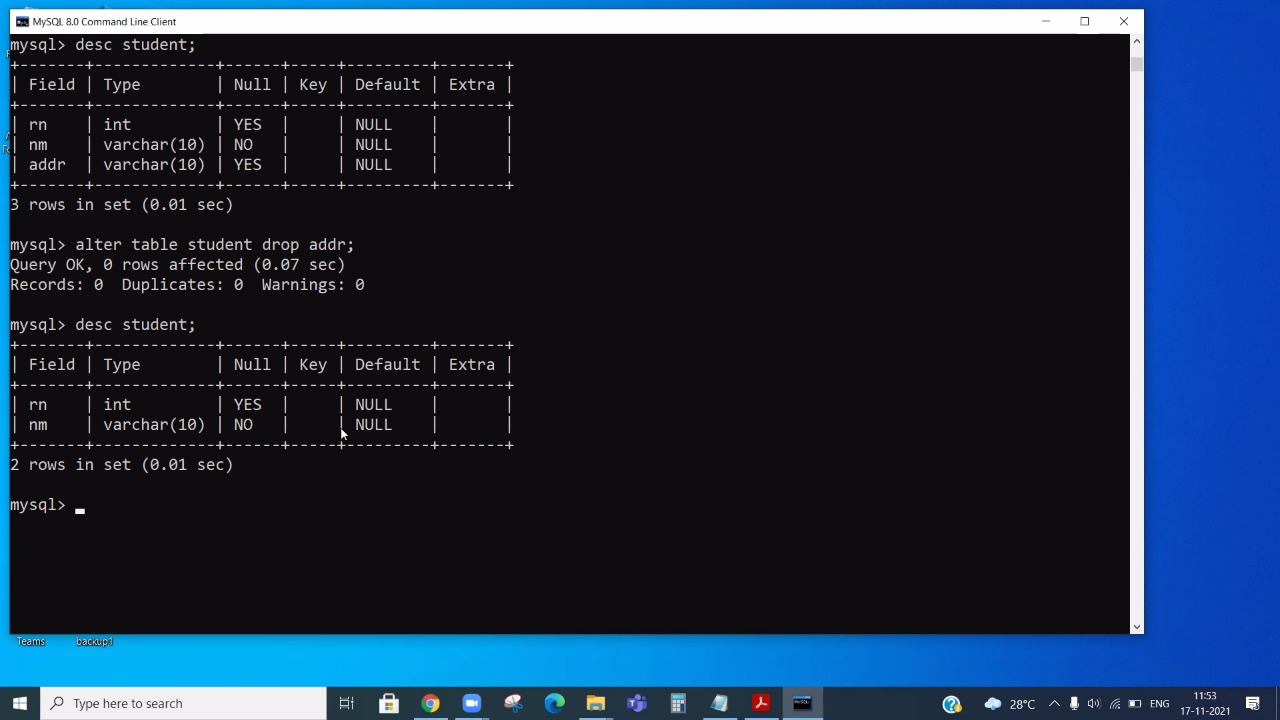 MySQL 8.0 Command Line Client
mysql> desc student;
+-------+-------------+------+-----+---------+-------+
| Field | Type        | Null | Key | Default | Extra |
+-------+-------------+------+-----+---------+-------+
| rn    | int         | YES  |     | NULL    |       |
| nm    | varchar(10) | NO   |     | NULL    |       |
| addr  | varchar(10) | YES  |     | NULL    |       |
+-------+-------------+------+-----+---------+-------+
3 rows in set (0.01 sec)
mysql> alter table student drop addr;
Query OK, 0 rows affected (0.07 sec)
Records: 0  Duplicates: 0  Warnings: 0
mysql> desc student;
+-------+-------------+------+-----+---------+-------+
| Field | Type        | Null | Key | Default | Extra |
+-------+-------------+------+-----+---------+-------+
| rn    | int         | YES  |     | NULL    |       |
| nm    | varchar(10) | NO   |     | NULL    |       |
+-------+-------------+------+-----+---------+-------+
2 rows in set (0.01 sec)
mysql>
Teams backup1
Type here to search
28°C ENG 11:53
17-11-2021